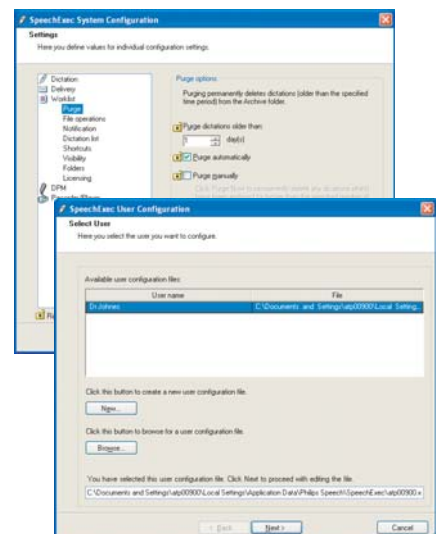 SpeechExec System Configuration
Settings
Here you define values for individual configuration settings.
Dictation
Delivery
Worklist
Purge
File operations
Notification
Dictation list
Shortcuts
Visibility
Folders
Licensing
DPM
Purge options:
Purging permanently deletes dictations (older than the specified
time period) from the Archive folder.
Purge dictations older than:
day(s)
Purge automatically
Purge manually
SpeechExec User Configuration
Select User
Here you select the user you want to configure.
Available user configuration files:
User name
File
Dr.Johnes
C:\Documents and Settings\atp00900\Local Setting...
Click this button to create a new user configuration file.
New...
Click this button to browse for a user configuration file.
Browse...
You have selected this user configuration file. Click Next to proceed with editing the file.
C:\Documents and Settings\atp00900\Local Settings\Application Data\Philips Speech\SpeechExec\atp00900.x
< Back
Next >
Cancel